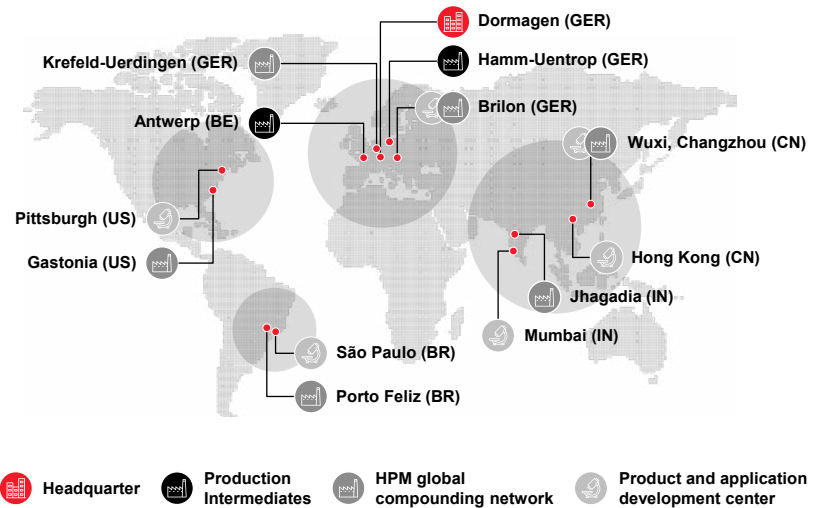 Dormagen (GER)
Krefeld-Uerdingen (GER)
Hamm-Uentrop (GER)
Brilon (GER)
Antwerp (BE)
Wuxi, Changzhou (CN)
Pittsburgh (US)
Gastonia (US)
Hong Kong (CN)
Jhagadia (IN)
Mumbai (IN)
São Paulo (BR)
Porto Feliz (BR)
Headquarter
Production
Intermediates
HPM global
compounding network
Product and application
development center